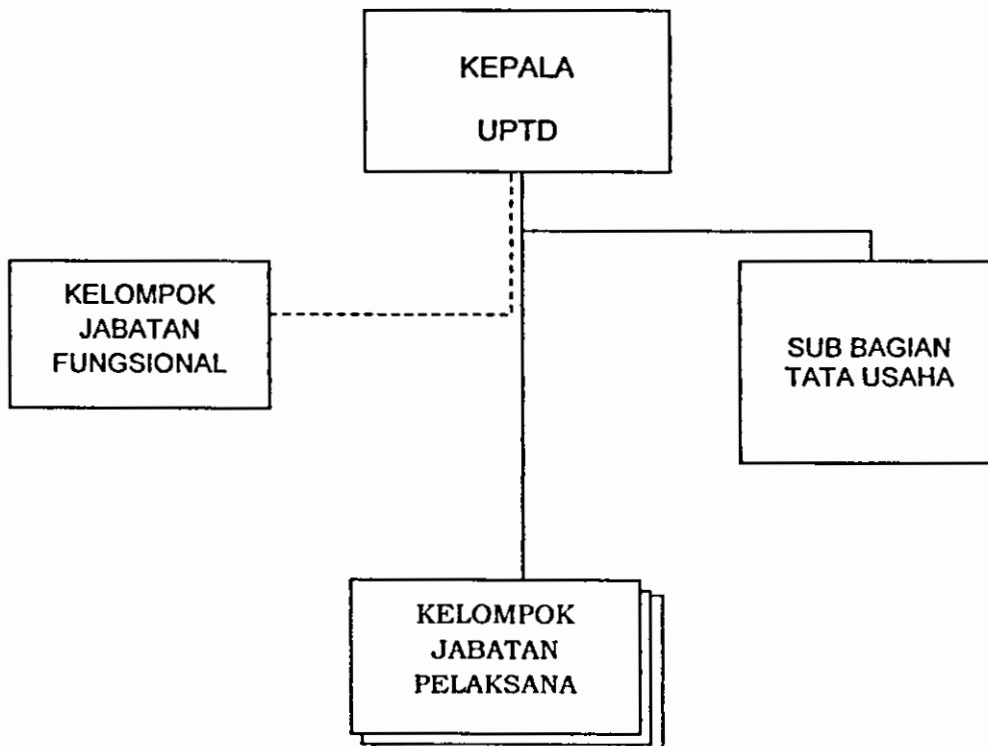 KEPALA
UPTD
KELOMPOK
JABATAN
FUNGSIONAL
SUB BAGIAN
TATA USAHA
KELOMPOK
JABATAN
PELAKSANA